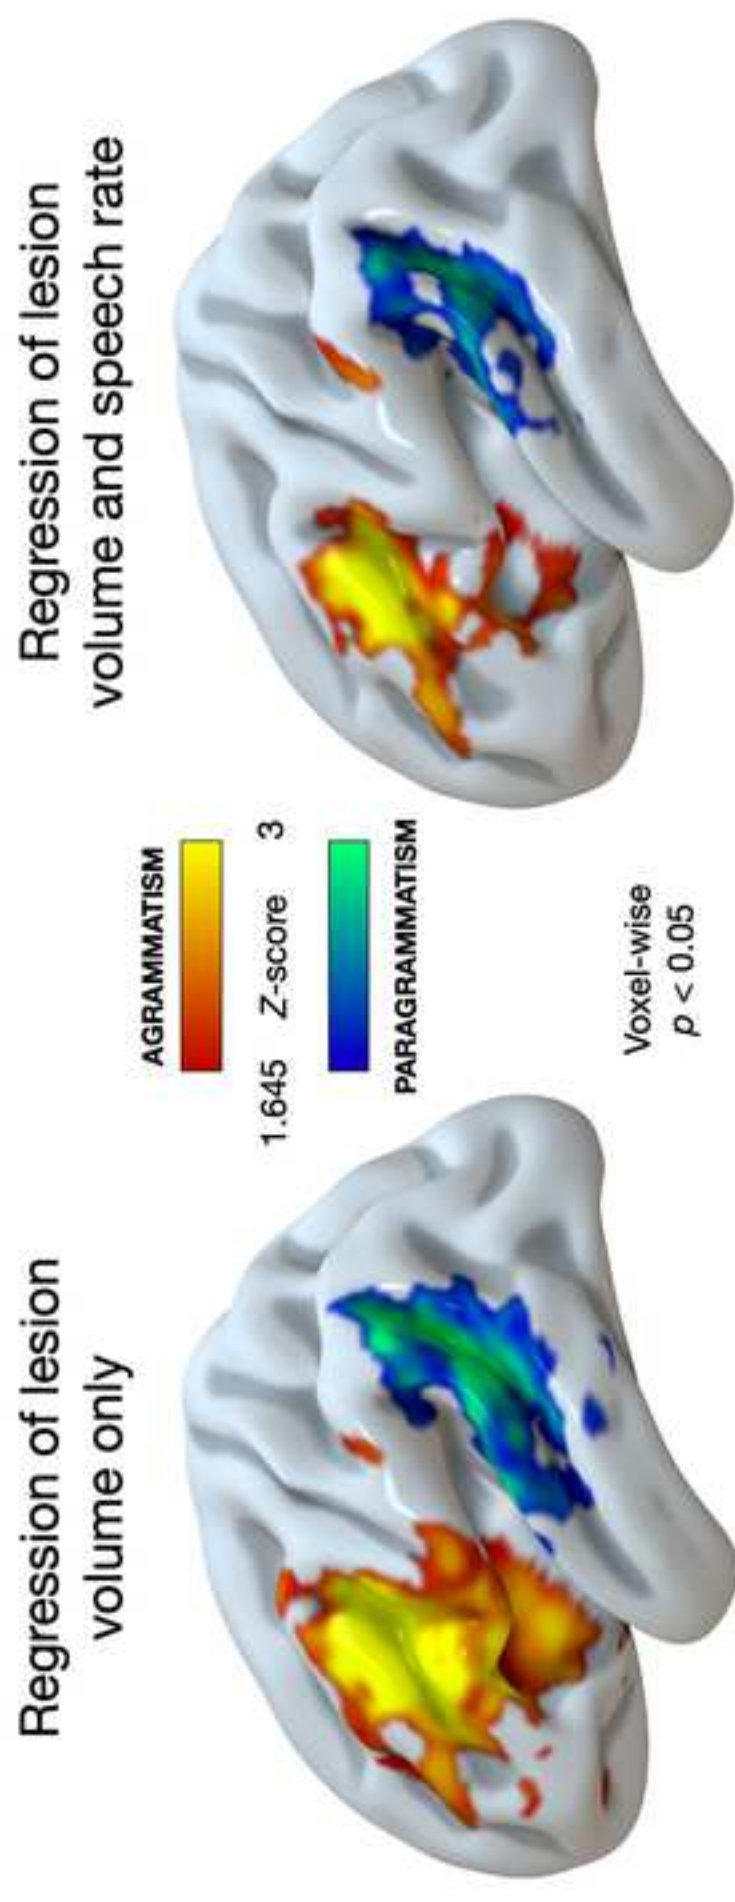 Regression of lesion
volume only
AGRAMMATISM
1.645 Z-score 3
PARAGRAMMATISM
Voxel-wise
p < 0.05
Regression of lesion
volume and speech rate